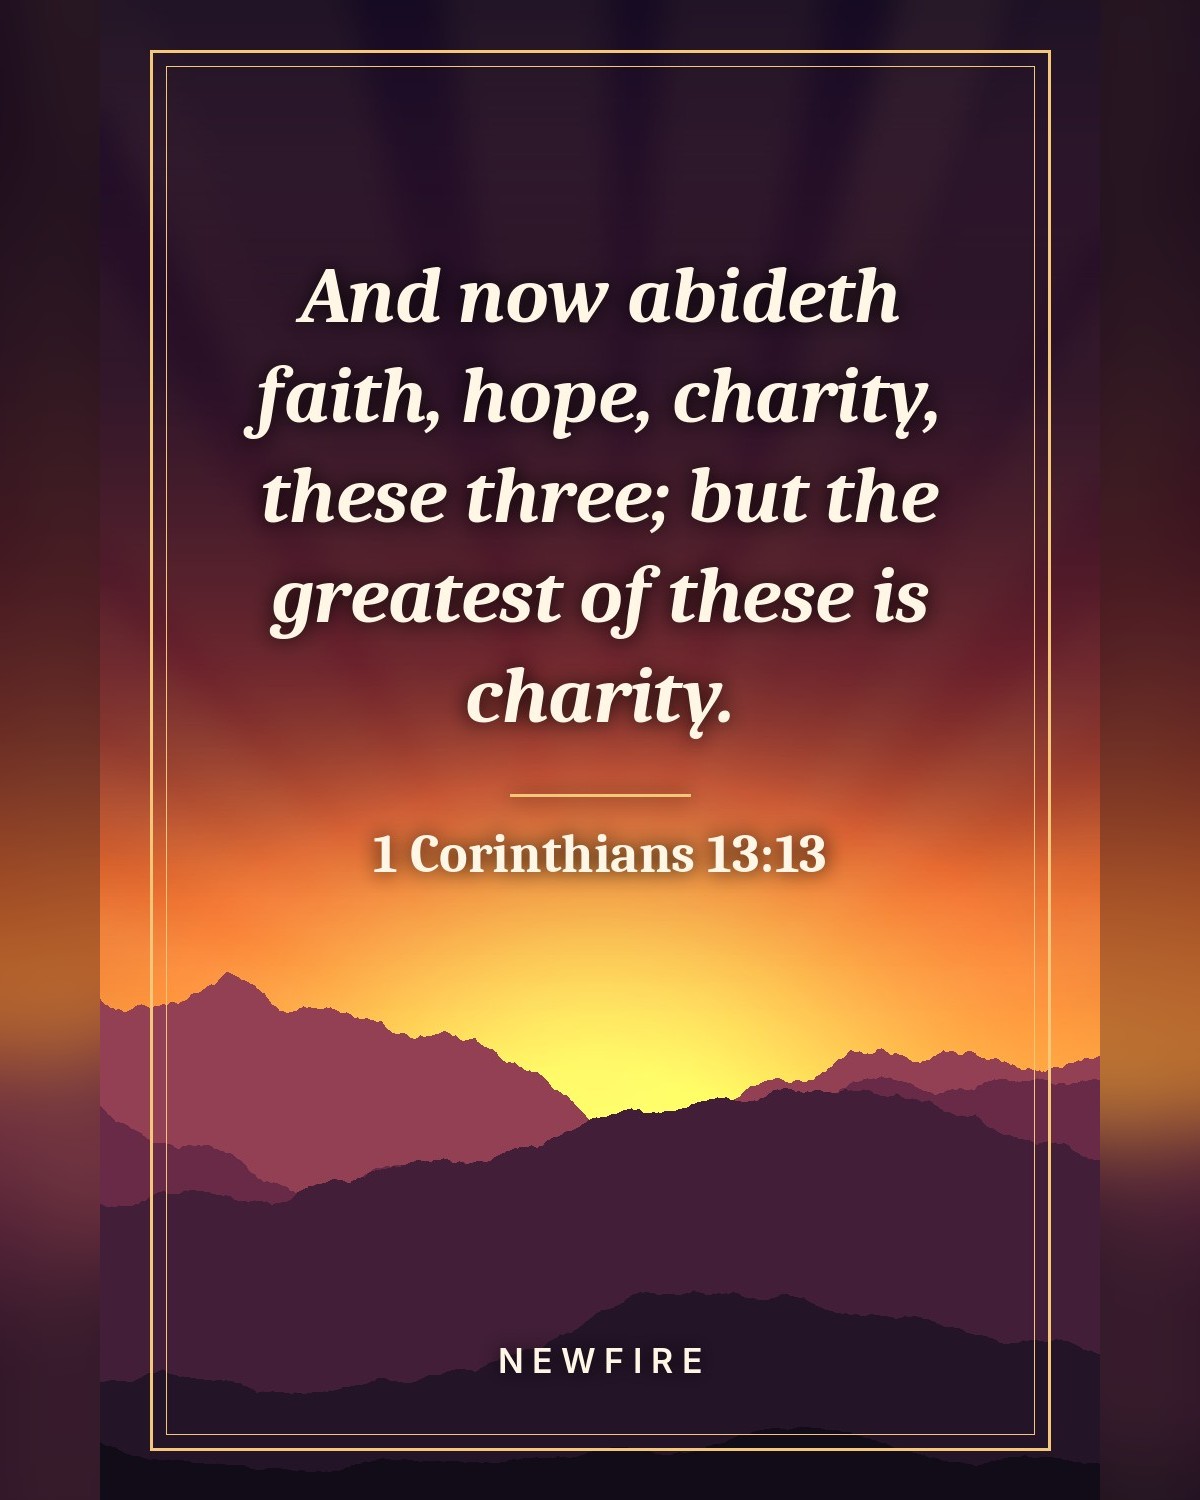 And now abideth
faith, hope, charity,
these three; but the
greatest of these is
charity.
1 Corinthians 13:13
NEWFIRE